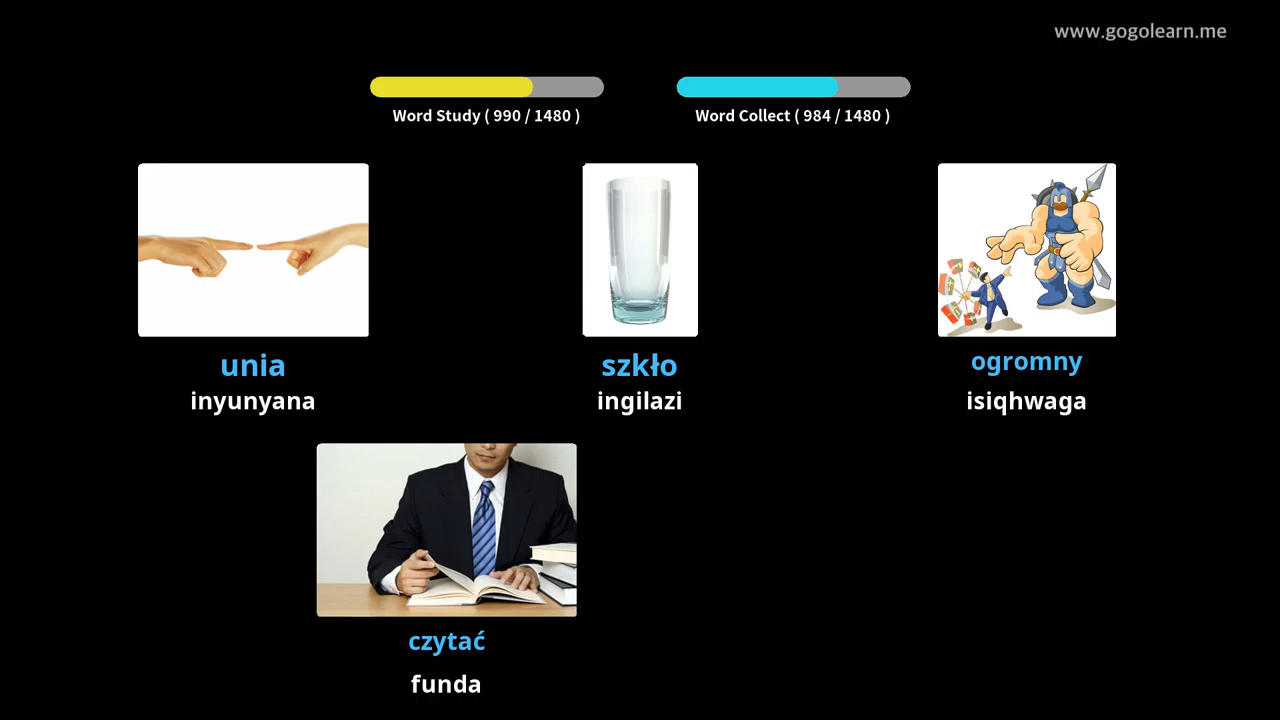 www.gogolearn.me
Word Study ( 990 / 1480 )
Word Collect ( 984 / 1480 )
unia
inyunyana
szkło
ingilazi
ogromny
isiqhwaga
czytać
funda